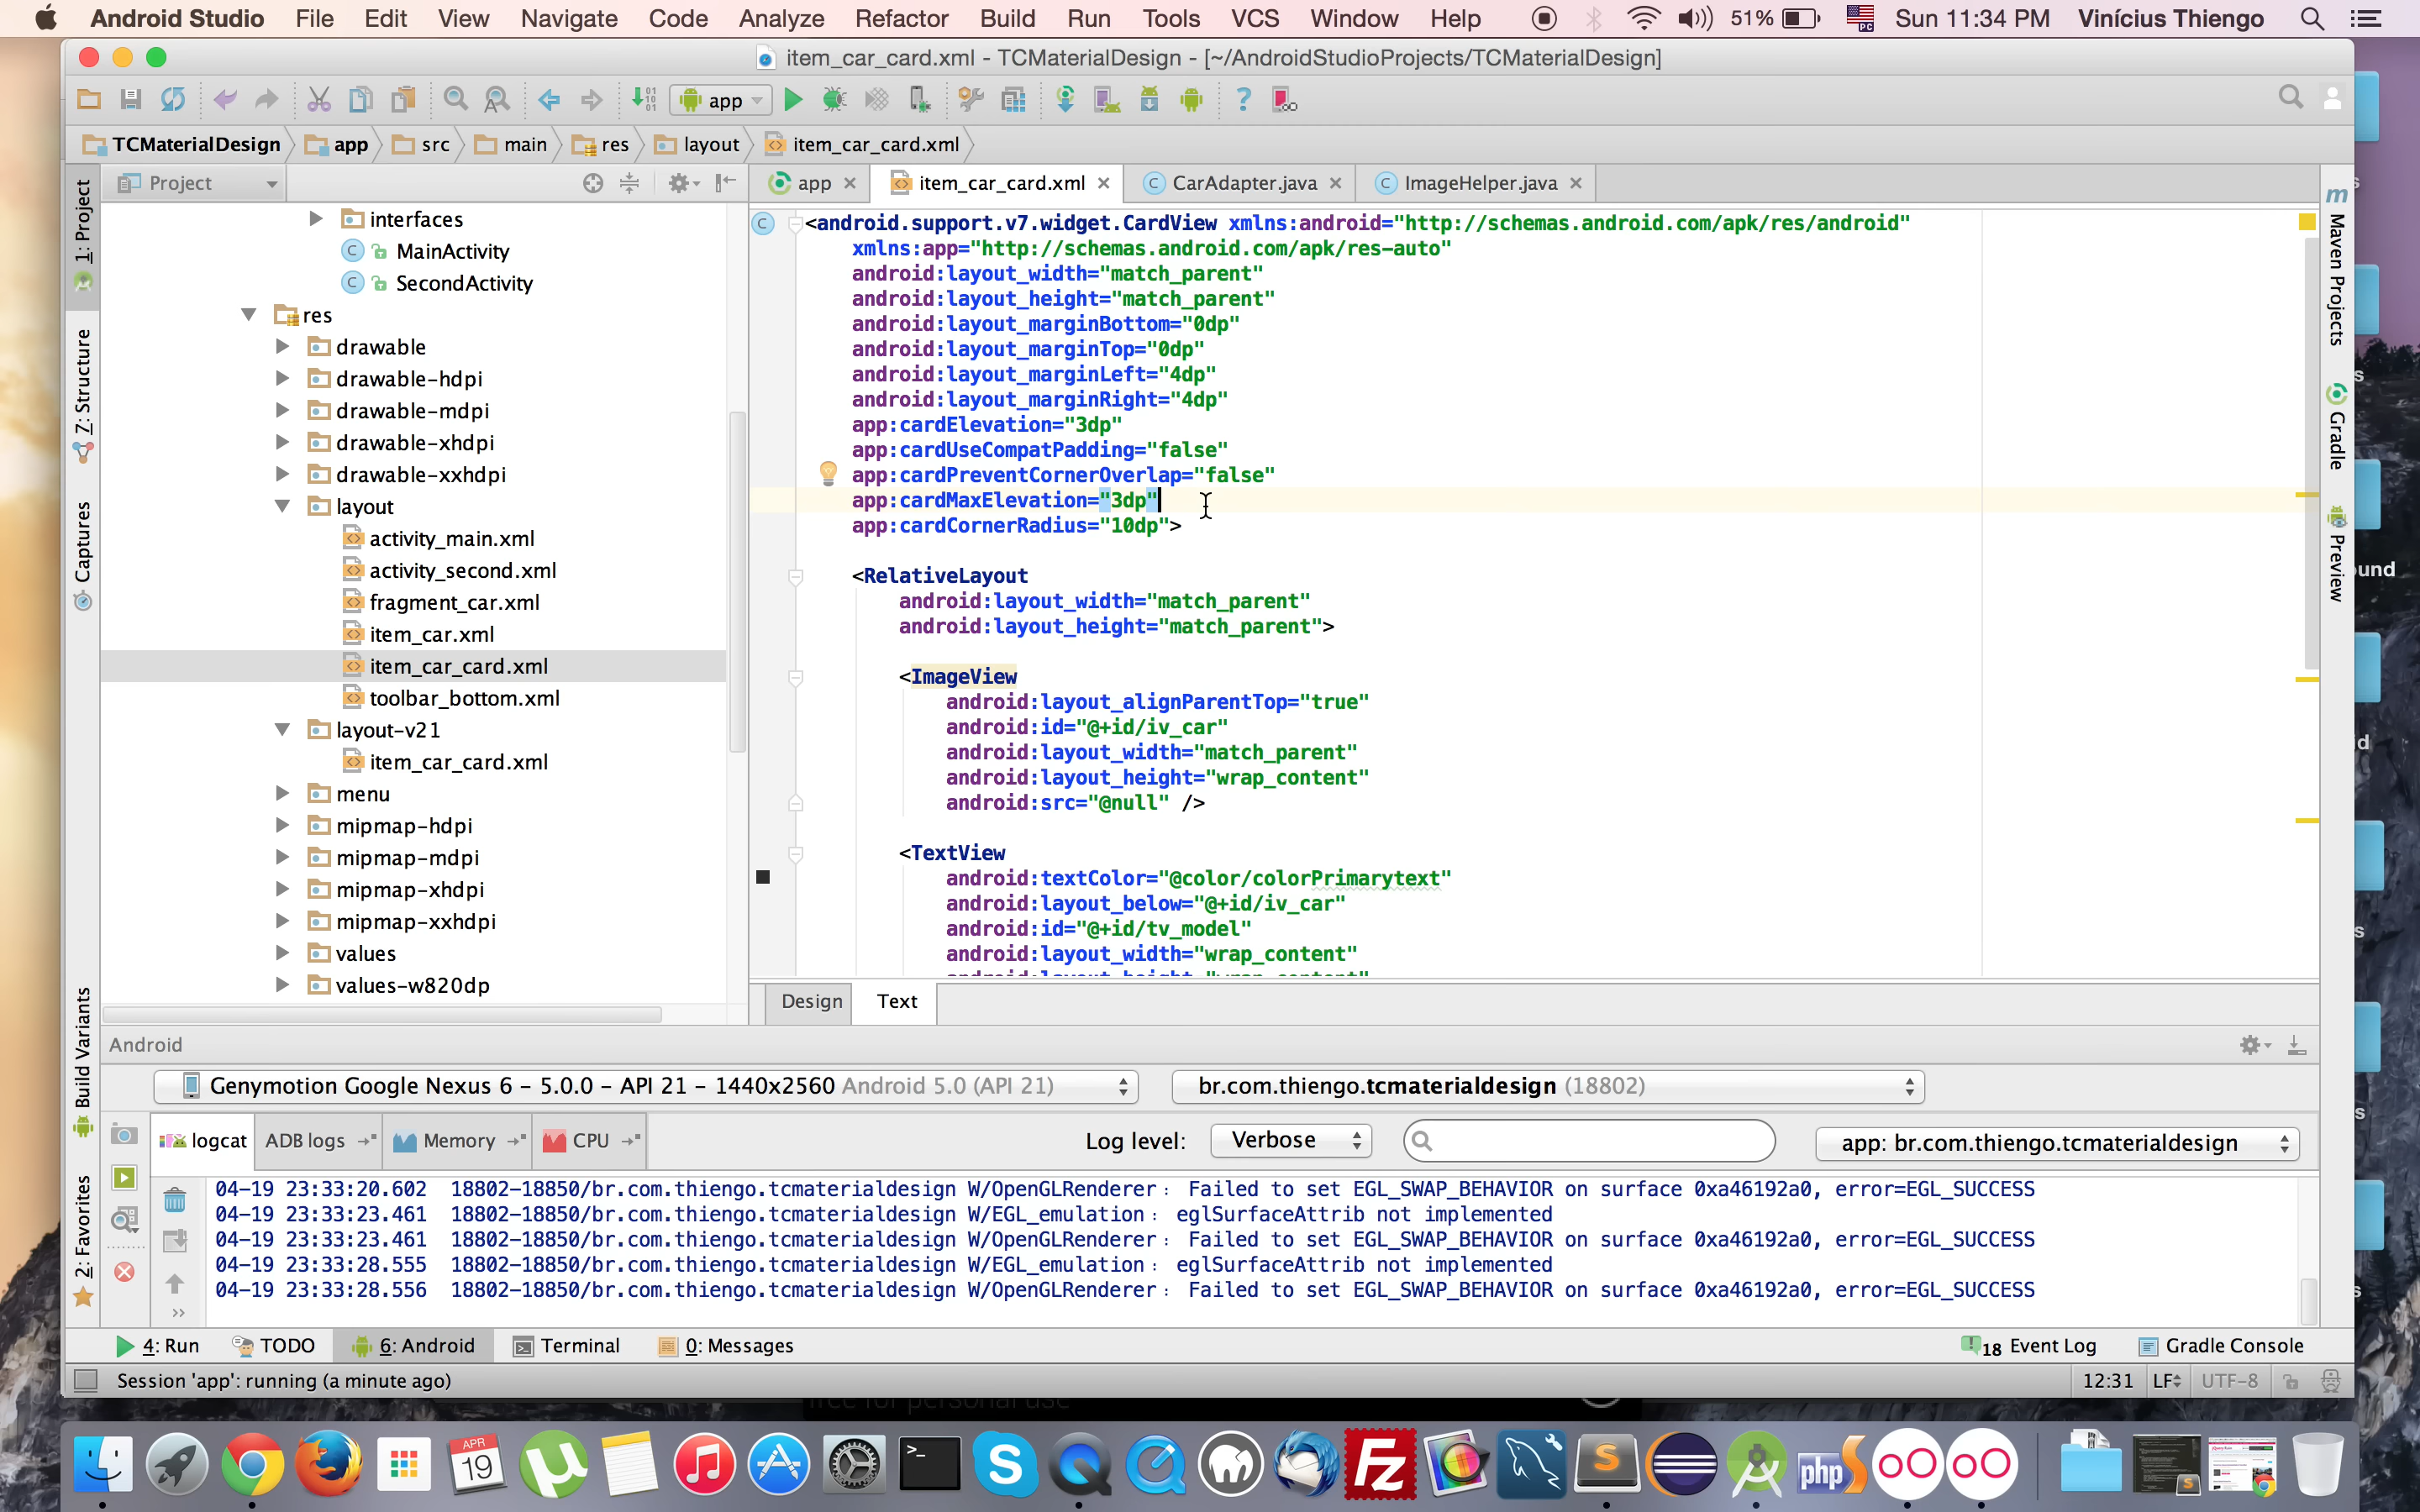 Android Studio File Edit View Navigate Code Analyze Refactor Build Run Tools VCS Window Help 51% PC Sun 11:34 PM Vinícius Thiengo
item_car_card.xml - TCMaterialDesign - [~/AndroidStudioProjects/TCMaterialDesign]
app
TCMaterialDesign app src main res layout item_car_card.xml
Project
app item_car_card.xml CarAdapter.java ImageHelper.java
1: Project
7: Structure
Captures
Build Variants
2: Favorites
interfaces
MainActivity
SecondActivity
res
drawable
drawable-hdpi
drawable-mdpi
drawable-xhdpi
drawable-xxhdpi
layout
activity_main.xml
activity_second.xml
fragment_car.xml
item_car.xml
item_car_card.xml
toolbar_bottom.xml
layout-v21
item_car_card.xml
menu
mipmap-hdpi
mipmap-mdpi
mipmap-xhdpi
mipmap-xxhdpi
values
values-w820dp
<android.support.v7.widget.CardView xmlns:android="http://schemas.android.com/apk/res/android"
xmlns:app="http://schemas.android.com/apk/res-auto"
android:layout_width="match_parent"
android:layout_height="match_parent"
android:layout_marginBottom="0dp"
android:layout_marginTop="0dp"
android:layout_marginLeft="4dp"
android:layout_marginRight="4dp"
app:cardElevation="3dp"
app:cardUseCompatPadding="false"
app:cardPreventCornerOverlap="false"
app:cardMaxElevation="3dp"
app:cardCornerRadius="10dp">
<RelativeLayout
android:layout_width="match_parent"
android:layout_height="match_parent">
<ImageView
android:layout_alignParentTop="true"
android:id="@+id/iv_car"
android:layout_width="match_parent"
android:layout_height="wrap_content"
android:src="@null" />
<TextView
android:textColor="@color/colorPrimarytext"
android:layout_below="@+id/iv_car"
android:id="@+id/tv_model"
android:layout_width="wrap_content"
Maven Projects
Gradle
Preview
Design Text
Android
Genymotion Google Nexus 6 – 5.0.0 – API 21 – 1440x2560 Android 5.0 (API 21) br.com.thiengo.tcmaterialdesign (18802)
logcat ADB logs Memory CPU Log level: Verbose app: br.com.thiengo.tcmaterialdesign
04-19 23:33:20.602 18802-18850/br.com.thiengo.tcmaterialdesign W/OpenGLRenderer: Failed to set EGL_SWAP_BEHAVIOR on surface 0xa46192a0, error=EGL_SUCCESS
04-19 23:33:23.461 18802-18850/br.com.thiengo.tcmaterialdesign W/EGL_emulation: eglSurfaceAttrib not implemented
04-19 23:33:23.461 18802-18850/br.com.thiengo.tcmaterialdesign W/OpenGLRenderer: Failed to set EGL_SWAP_BEHAVIOR on surface 0xa46192a0, error=EGL_SUCCESS
04-19 23:33:28.555 18802-18850/br.com.thiengo.tcmaterialdesign W/EGL_emulation: eglSurfaceAttrib not implemented
04-19 23:33:28.556 18802-18850/br.com.thiengo.tcmaterialdesign W/OpenGLRenderer: Failed to set EGL_SWAP_BEHAVIOR on surface 0xa46192a0, error=EGL_SUCCESS
4: Run TODO 6: Android Terminal 0: Messages 18 Event Log Gradle Console
Session 'app': running (a minute ago) 12:31 LF UTF-8
free for personal use
APR
19
php